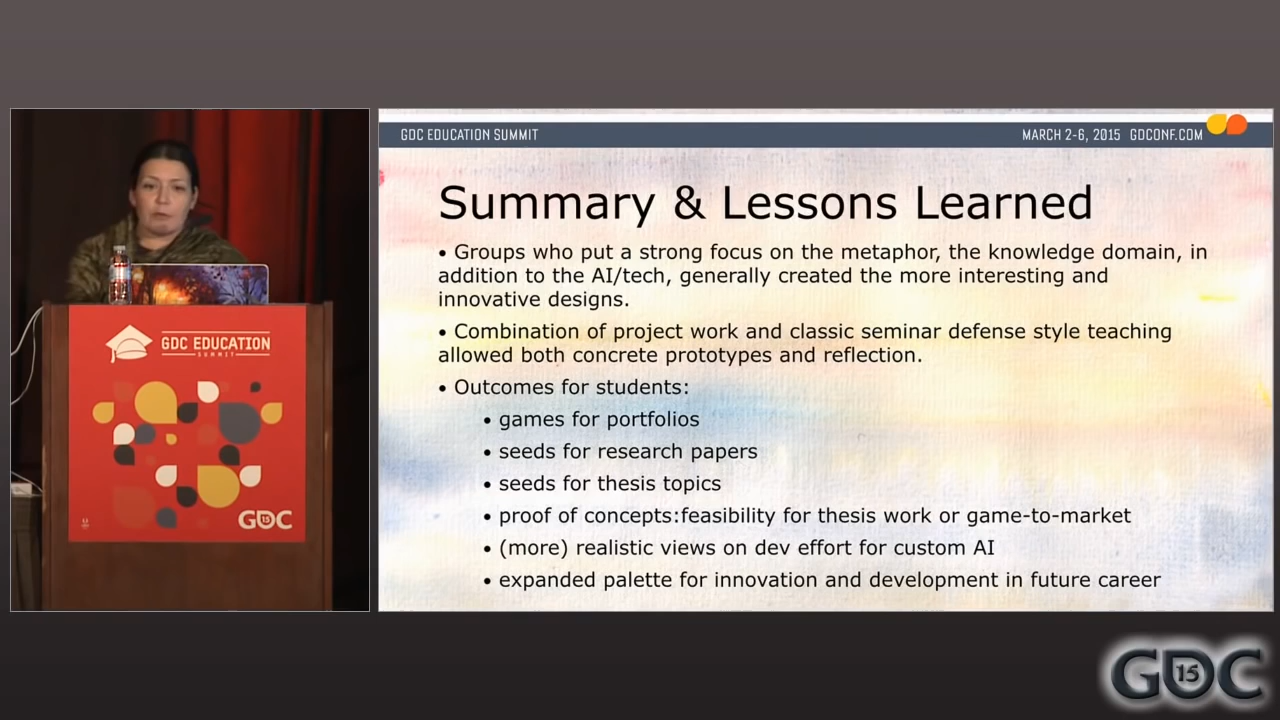 GDC EDUCATION SUMMIT
MARCH 2-6, 2015 GDCONF.COM
Summary & Lessons Learned
• Groups who put a strong focus on the metaphor, the knowledge domain, in
addition to the AI/tech, generally created the more interesting and
innovative designs.
• Combination of project work and classic seminar defense style teaching
allowed both concrete prototypes and reflection.
• Outcomes for students:
• games for portfolios
• seeds for research papers
• seeds for thesis topics
• proof of concepts:feasibility for thesis work or game-to-market
• (more) realistic views on dev effort for custom AI
• expanded palette for innovation and development in future career
GDC EDUCATION
SUMMIT
GDC 15
GDC 15